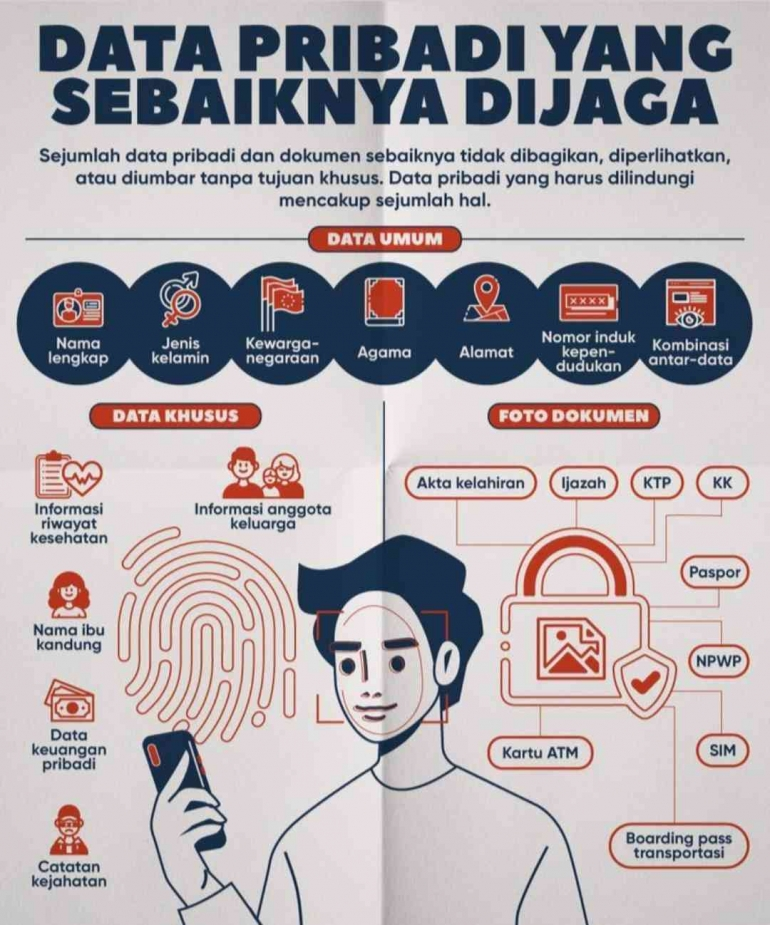 DATA PRIBADI YANG
SEBAIKNYA DIJAGA
Sejumlah data pribadi dan dokumen sebaiknya tidak dibagikan, diperlihatkan,
atau diumbar tanpa tujuan khusus. Data pribadi yang harus dilindungi
mencakup sejumlah hal.
DATA UMUM
Nama
lengkap
Jenis
kelamin
Kewarga-
negaraan
Agama
Alamat
Nomor induk
kepen-
dudukan
Kombinasi
antar-data
DATA KHUSUS
Informasi
riwayat
kesehatan
Informasi anggota
keluarga
Nama ibu
kandung
Data
keuangan
pribadi
Catatan
kejahatan
FOTO DOKUMEN
Akta kelahiran
Ijazah
KTP
KK
Paspor
NPWP
SIM
Kartu ATM
Boarding pass
transportasi